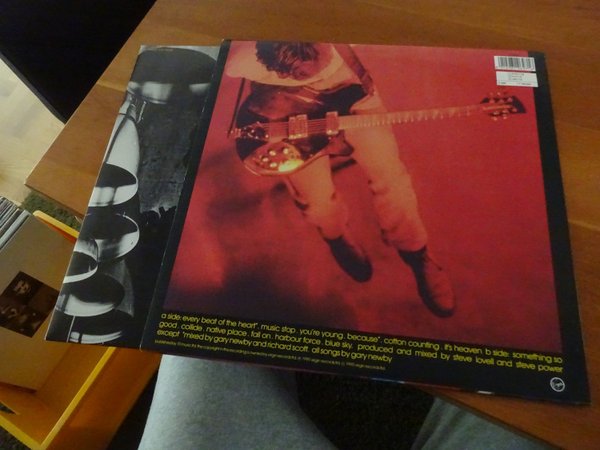 a side: every beat of the heart*. music stop. you're young. because*. cotton counting. it's heaven b side: something so
good. collide. native place. fall on. harbour force. blue sky. produced and mixed by steve lovell and steve power
except *mixed by gary newby and richard scott. all songs by gary newby